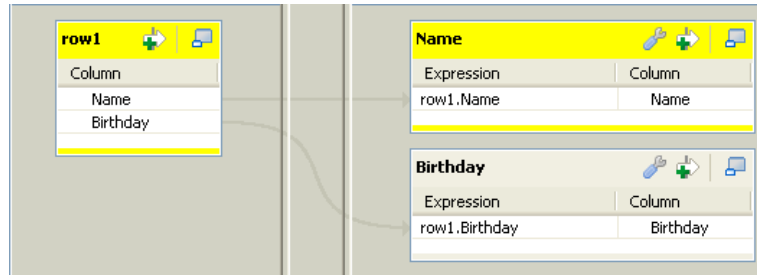 row1
Column
Name
Birthday
Name
Expression Column
row1.Name Name
Birthday
Expression Column
row1.Birthday Birthday